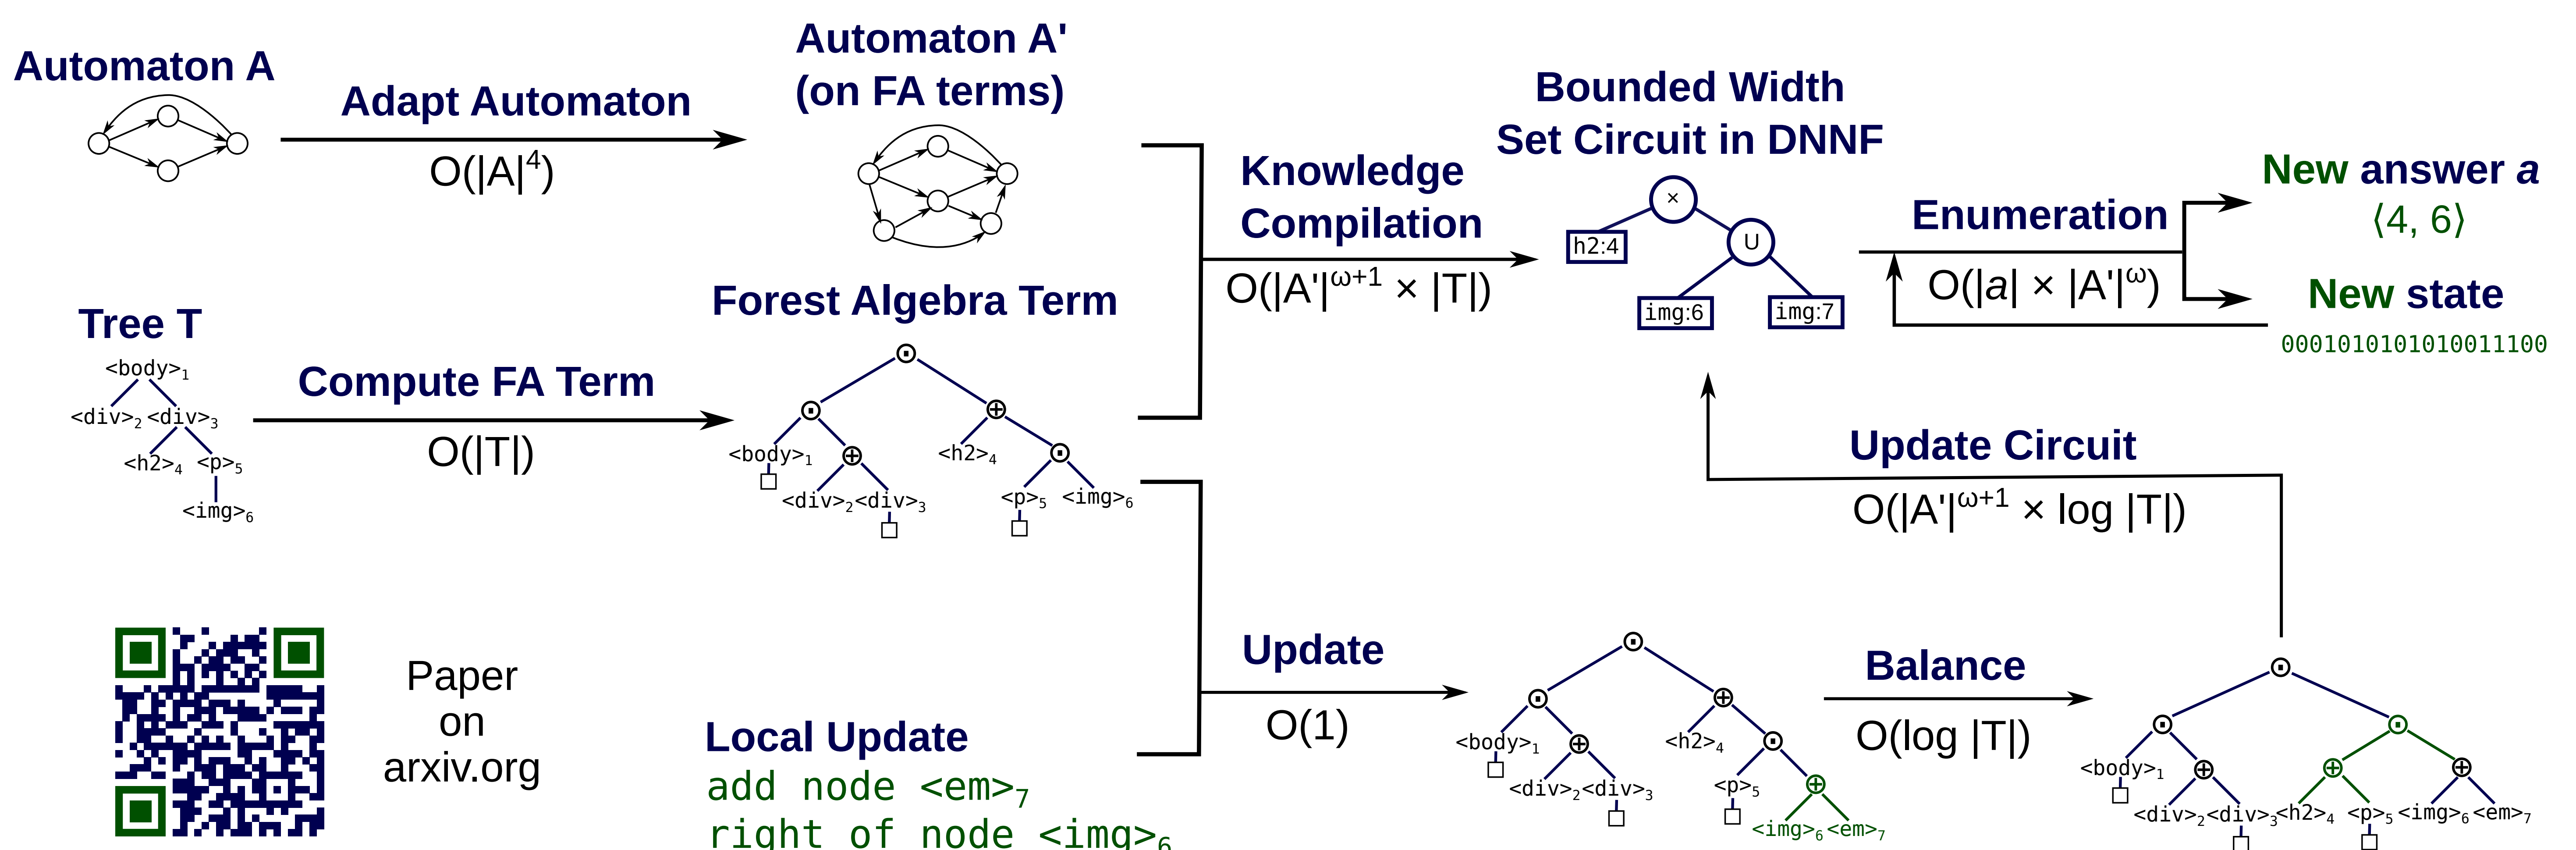 Automaton A
Adapt Automaton
O(|A|⁴)
Automaton A'
(on FA terms)
Tree T
<body>₁
<div>₂ <div>₃
<h2>₄ <p>₅
<img>₆
Compute FA Term
O(|T|)
Forest Algebra Term
⊙
⊙ ⊕
<body>₁ ⊕ <h2>₄ ⊙
<div>₂ <div>₃ <p>₅ <img>₆
Knowledge
Compilation
O(|A'|^ω+1 × |T|)
Bounded Width
Set Circuit in DNNF
×
h2:4 ∪
img:6 img:7
Enumeration
O(|a| × |A'|^ω)
New answer a
⟨4, 6⟩
New state
0001010101010011100
Update Circuit
O(|A'|^ω+1 × log |T|)
Paper
on
arxiv.org
Local Update
add node <em>₇
right of node <img>₆
Update
O(1)
⊙
⊙ ⊕
<body>₁ ⊕ <h2>₄ ⊙
<div>₂ <div>₃ <p>₅ ⊕
<img>₆ <em>₇
Balance
O(log |T|)
⊙
⊙ ⊙
<body>₁ ⊕ ⊕ ⊕
<div>₂ <div>₃ <h2>₄ <p>₅ <img>₆ <em>₇